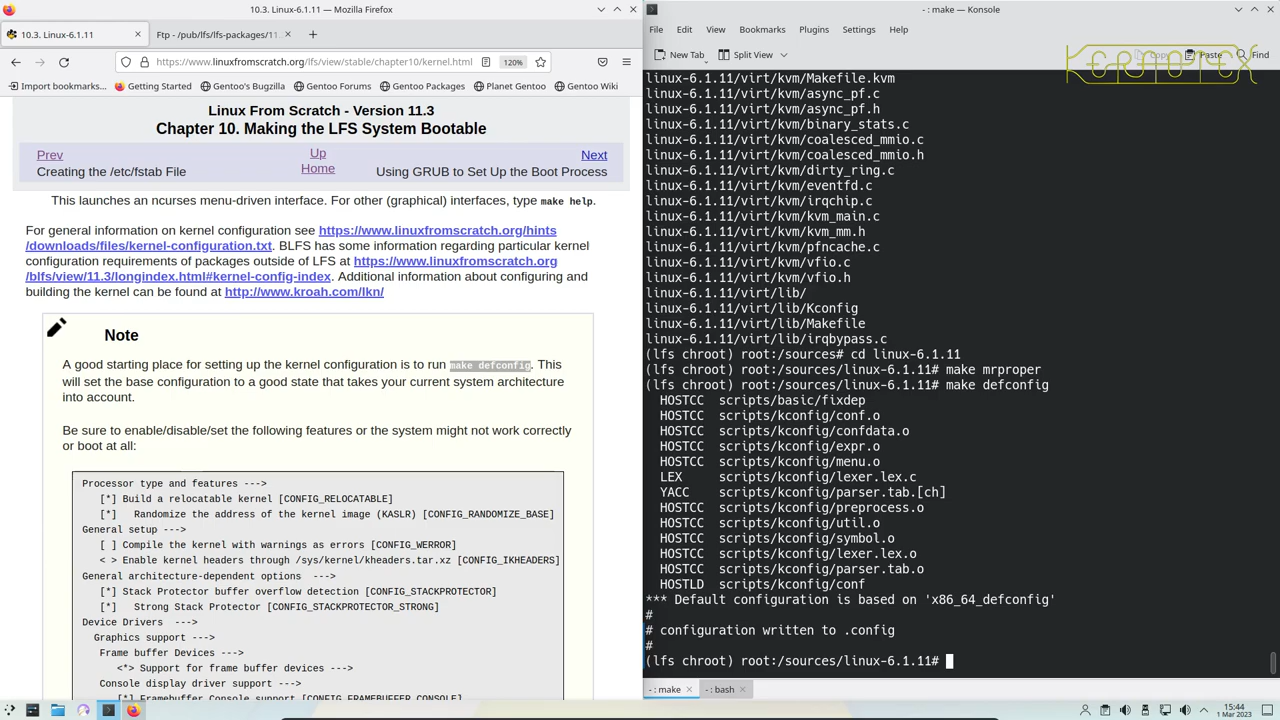 10.3. Linux-6.1.11 — Mozilla Firefox
10.3. Linux-6.1.11
Ftp - /pub/lfs/lfs-packages/11.
https://www.linuxfromscratch.org/lfs/view/stable/chapter10/kernel.html
120%
Import bookmarks...
Getting Started
Gentoo's Bugzilla
Gentoo Forums
Gentoo Packages
Planet Gentoo
Gentoo Wiki
Linux From Scratch - Version 11.3
Chapter 10. Making the LFS System Bootable
Prev
Up
Next
Creating the /etc/fstab File
Home
Using GRUB to Set Up the Boot Process
This launches an ncurses menu-driven interface. For other (graphical) interfaces, type make help.
For general information on kernel configuration see https://www.linuxfromscratch.org/hints
/downloads/files/kernel-configuration.txt. BLFS has some information regarding particular kernel
configuration requirements of packages outside of LFS at https://www.linuxfromscratch.org
/blfs/view/11.3/longindex.html#kernel-config-index. Additional information about configuring and
building the kernel can be found at http://www.kroah.com/lkn/
Note
A good starting place for setting up the kernel configuration is to run make defconfig. This
will set the base configuration to a good state that takes your current system architecture
into account.
Be sure to enable/disable/set the following features or the system might not work correctly
or boot at all:
Processor type and features --->
[*] Build a relocatable kernel [CONFIG_RELOCATABLE]
[*]   Randomize the address of the kernel image (KASLR) [CONFIG_RANDOMIZE_BASE]
General setup --->
[ ] Compile the kernel with warnings as errors [CONFIG_WERROR]
< > Enable kernel headers through /sys/kernel/kheaders.tar.xz [CONFIG_IKHEADERS]
General architecture-dependent options  --->
[*] Stack Protector buffer overflow detection [CONFIG_STACKPROTECTOR]
[*]   Strong Stack Protector [CONFIG_STACKPROTECTOR_STRONG]
Device Drivers  --->
Graphics support --->
Frame buffer Devices --->
<*> Support for frame buffer devices --->
Console display driver support --->
[*] Framebuffer Console support [CONFIG_FRAMEBUFFER_CONSOLE]
- : make — Konsole
File
Edit
View
Bookmarks
Plugins
Settings
Help
New Tab
Split View
Copy
Paste
Find
KERNOTEX
linux-6.1.11/virt/kvm/Makefile.kvm
linux-6.1.11/virt/kvm/async_pf.c
linux-6.1.11/virt/kvm/async_pf.h
linux-6.1.11/virt/kvm/binary_stats.c
linux-6.1.11/virt/kvm/coalesced_mmio.c
linux-6.1.11/virt/kvm/coalesced_mmio.h
linux-6.1.11/virt/kvm/dirty_ring.c
linux-6.1.11/virt/kvm/eventfd.c
linux-6.1.11/virt/kvm/irqchip.c
linux-6.1.11/virt/kvm/kvm_main.c
linux-6.1.11/virt/kvm/kvm_mm.h
linux-6.1.11/virt/kvm/pfncache.c
linux-6.1.11/virt/kvm/vfio.c
linux-6.1.11/virt/kvm/vfio.h
linux-6.1.11/virt/lib/
linux-6.1.11/virt/lib/Kconfig
linux-6.1.11/virt/lib/Makefile
linux-6.1.11/virt/lib/irqbypass.c
(lfs chroot) root:/sources# cd linux-6.1.11
(lfs chroot) root:/sources/linux-6.1.11# make mrproper
(lfs chroot) root:/sources/linux-6.1.11# make defconfig
HOSTCC  scripts/basic/fixdep
HOSTCC  scripts/kconfig/conf.o
HOSTCC  scripts/kconfig/confdata.o
HOSTCC  scripts/kconfig/expr.o
HOSTCC  scripts/kconfig/menu.o
LEX     scripts/kconfig/lexer.lex.c
YACC    scripts/kconfig/parser.tab.[ch]
HOSTCC  scripts/kconfig/preprocess.o
HOSTCC  scripts/kconfig/util.o
HOSTCC  scripts/kconfig/symbol.o
HOSTCC  scripts/kconfig/lexer.lex.o
HOSTCC  scripts/kconfig/parser.tab.o
HOSTLD  scripts/kconfig/conf
*** Default configuration is based on 'x86_64_defconfig'
#
# configuration written to .config
#
(lfs chroot) root:/sources/linux-6.1.11#
- : make
- : bash
15:44
1 Mar 2023